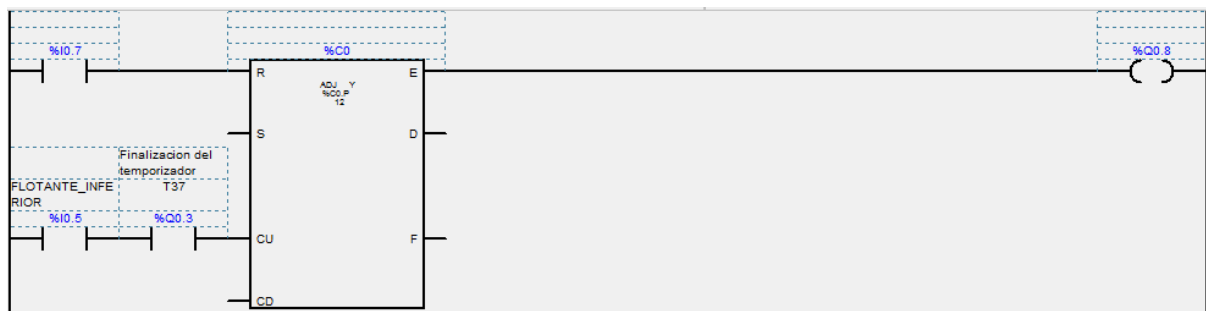 %I0.7
%C0
%Q0.8
R
E
ADJ Y
%C0.P
12
S
D
Finalizacion del
temporizador
FLOTANTE_INFE
RIOR
T37
%I0.5
%Q0.3
CU
F
CD